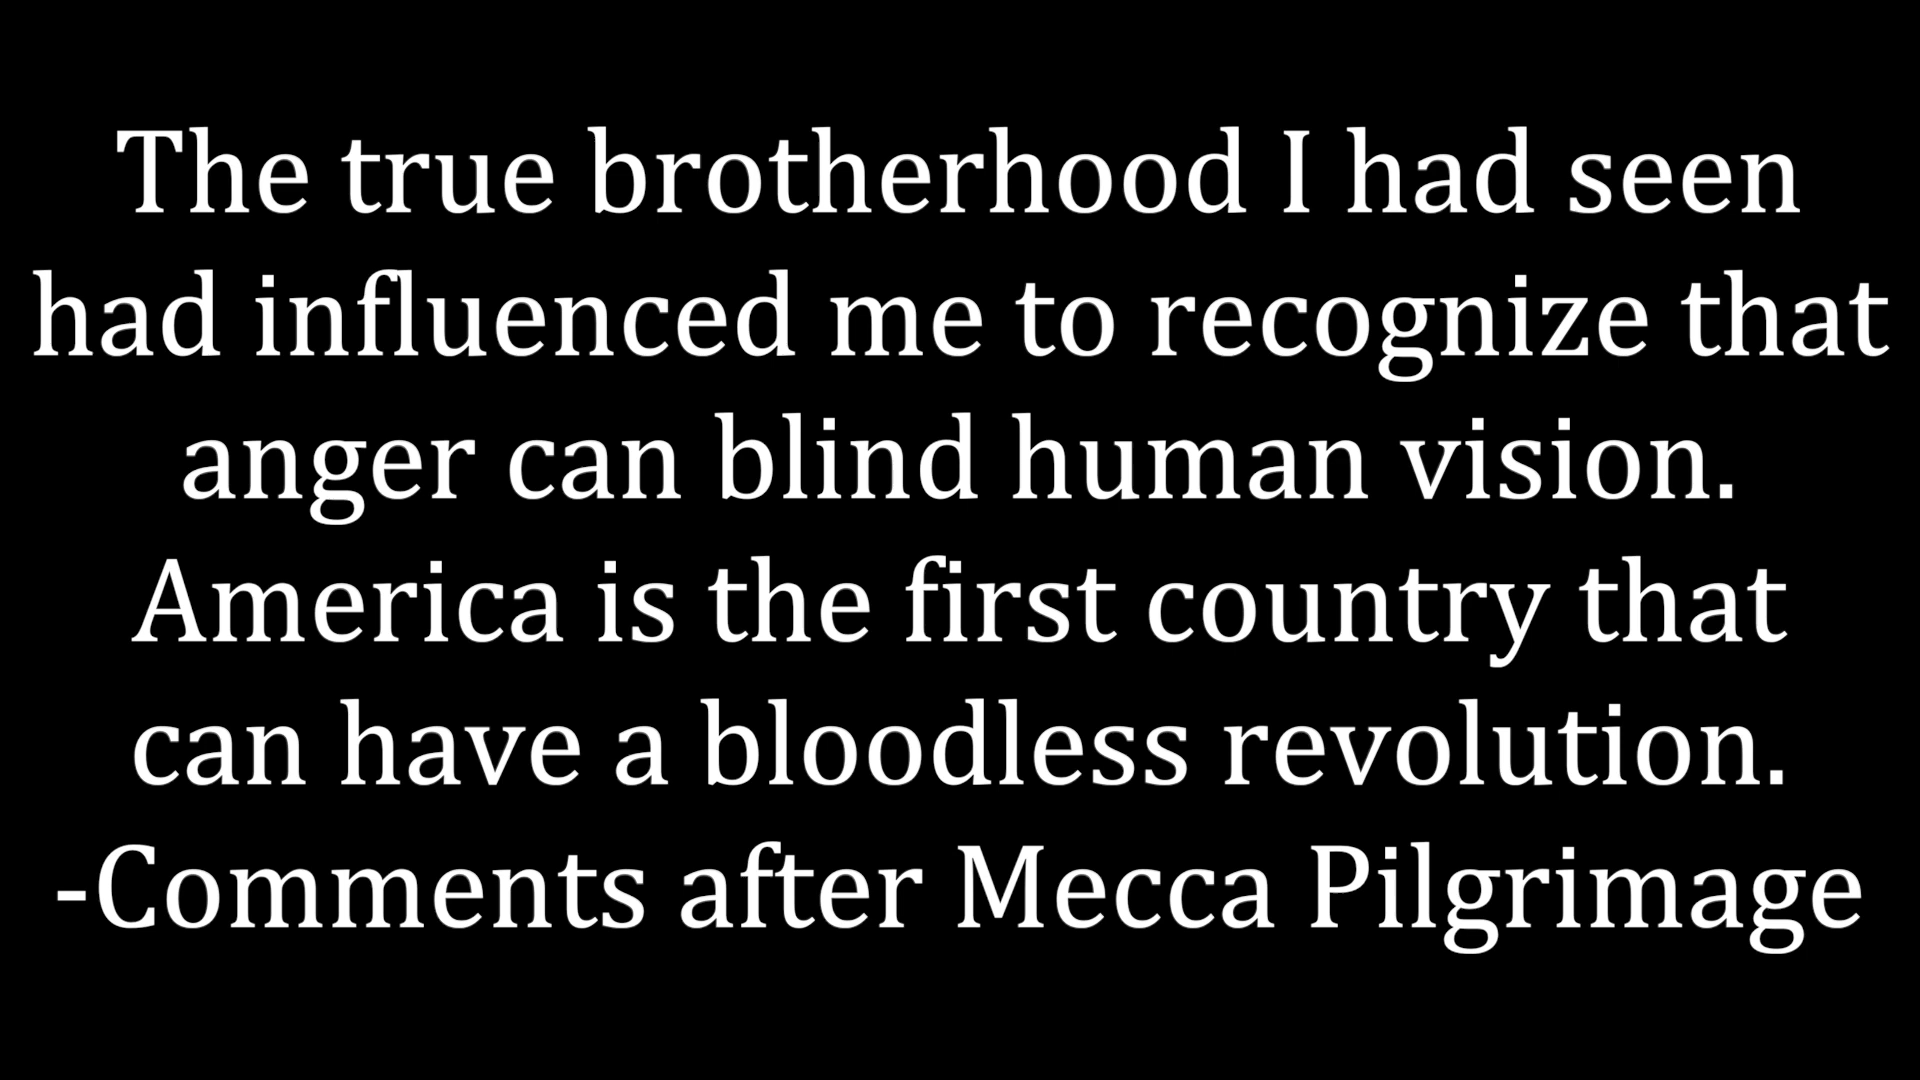 The true brotherhood I had seen
had influenced me to recognize that
anger can blind human vision.
America is the first country that
can have a bloodless revolution.
-Comments after Mecca Pilgrimage